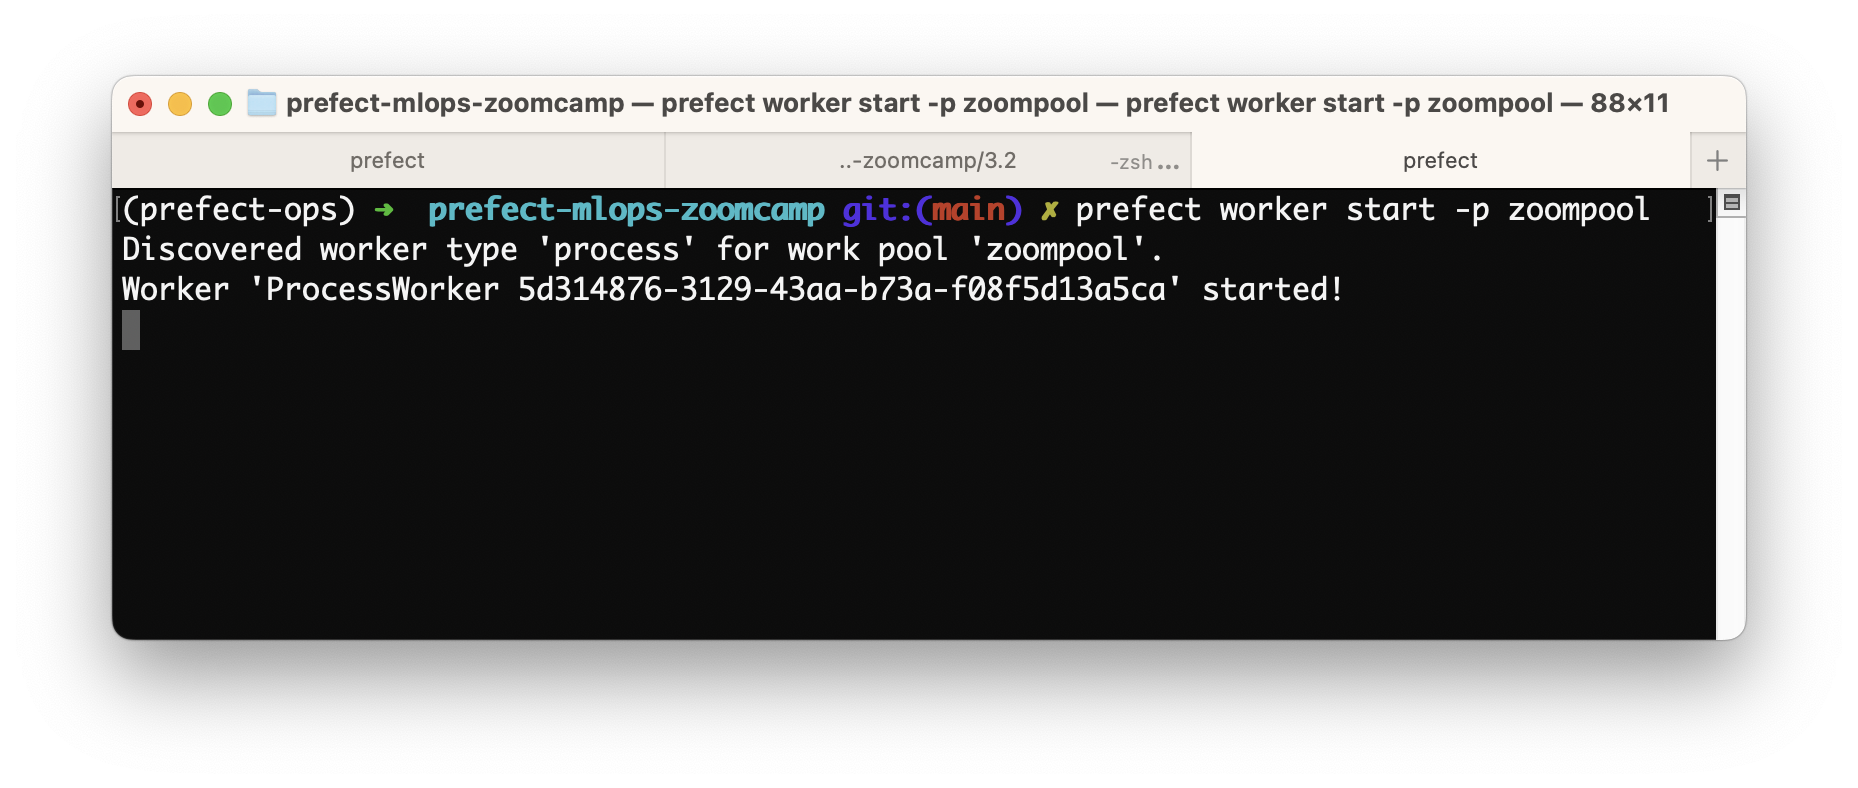 prefect-mlops-zoomcamp — prefect worker start -p zoompool — prefect worker start -p zoompool — 88×11
prefect
..-zoomcamp/3.2 -zsh ...
prefect
[(prefect-ops) ➜ prefect-mlops-zoomcamp git:(main) ✗ prefect worker start -p zoompool ]
Discovered worker type 'process' for work pool 'zoompool'.
Worker 'ProcessWorker 5d314876-3129-43aa-b73a-f08f5d13a5ca' started!